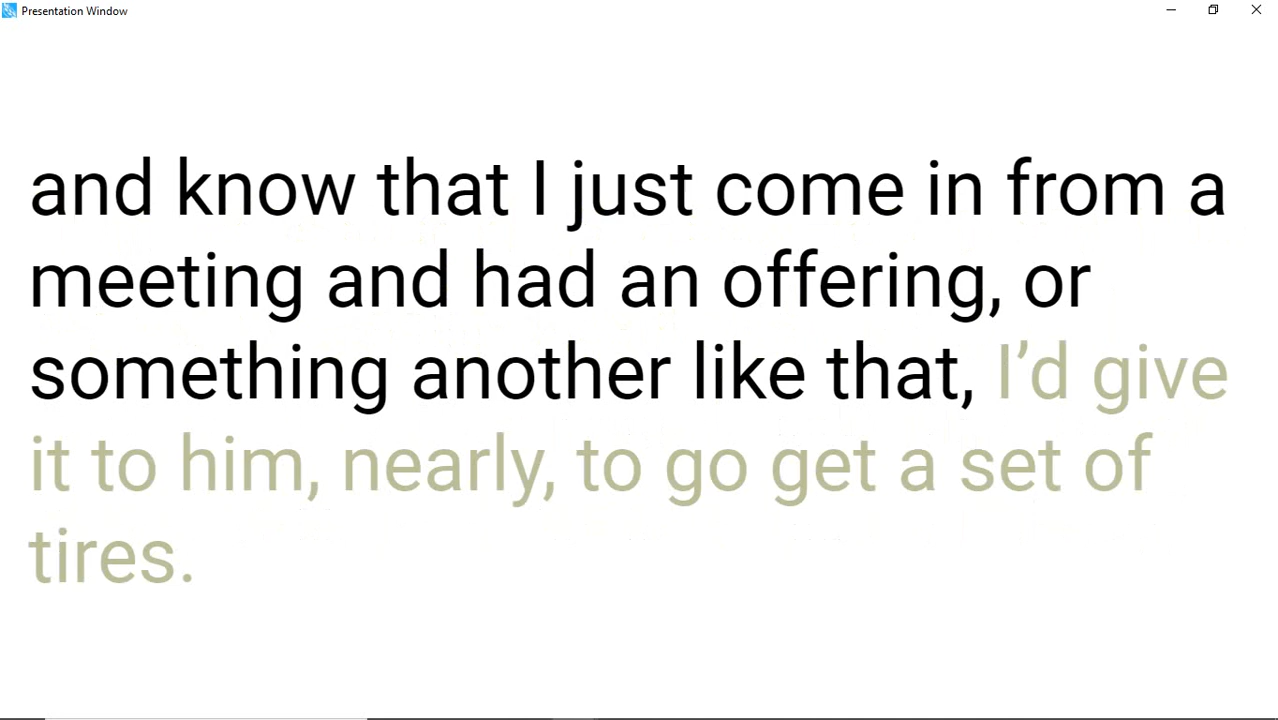 Presentation Window
and know that I just come in from a
meeting and had an offering, or
something another like that, I’d give
it to him, nearly, to go get a set of
tires.